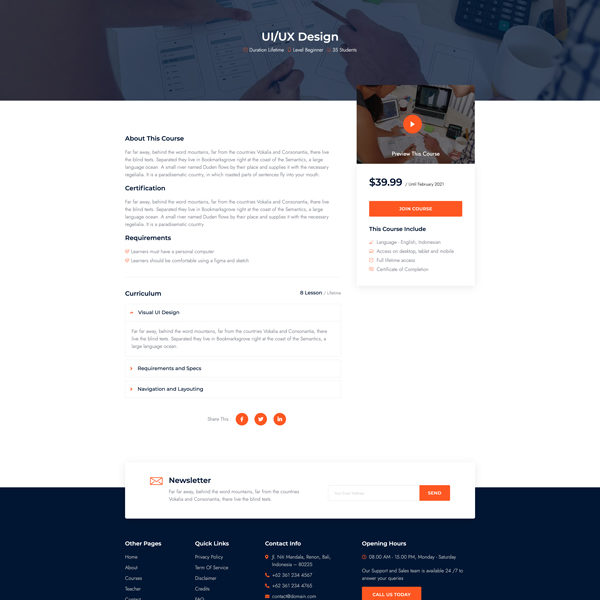 UI/UX Design
Duration Lifetime Level Beginner 35 Students
Preview This Course
About This Course
Far far away, behind the word mountains, far from the countries Vokalia and Consonantia, there live
the blind texts. Separated they live in Bookmarksgrove right at the coast of the Semantics, a large
language ocean. A small river named Duden flows by their place and supplies it with the necessary
regelialia. It is a paradisematic country, in which roasted parts of sentences fly into your mouth.
Certification
Far far away, behind the word mountains, far from the countries Vokalia and Consonantia, there live
the blind texts. Separated they live in Bookmarksgrove right at the coast of the Semantics, a large
language ocean. A small river named Duden flows by their place and supplies it with the necessary
regelialia. It is a paradisematic country
Requirements
Learners must have a personal computer
Learners should be comfortable using a figma and sketch
$39.99 / Until February 2021
JOIN COURSE
This Course Include
Language - English, Indonesian
Access on desktop, tablet and mobile
Full lifetime access
Certificate of Completion
Curriculum
8 Lesson / Lifetime
Visual UI Design
Far far away, behind the word mountains, far from the countries Vokalia and Consonantia, there
live the blind texts. Separated they live in Bookmarksgrove right at the coast of the Semantics, a
large language ocean.
Requirements and Specs
Navigation and Layouting
Share This :
Newsletter
Far far away, behind the word mountains, far from the countries
Vokalia and Consonantia, there live the blind texts.
SEND
Other Pages
Home
About
Courses
Teacher
Contact
Quick Links
Privacy Policy
Term Of Service
Disclaimer
Credits
FAQ
Contact Info
Jl. Niti Mandala, Renon, Bali,
Indonesia – 80225
+62 361 234 4567
+62 361 234 4765
contact@domain.com
Opening Hours
08.00 AM - 15.00 PM, Monday - Saturday
Our Support and Sales team is available 24 /7 to
answer your queries
CALL US TODAY